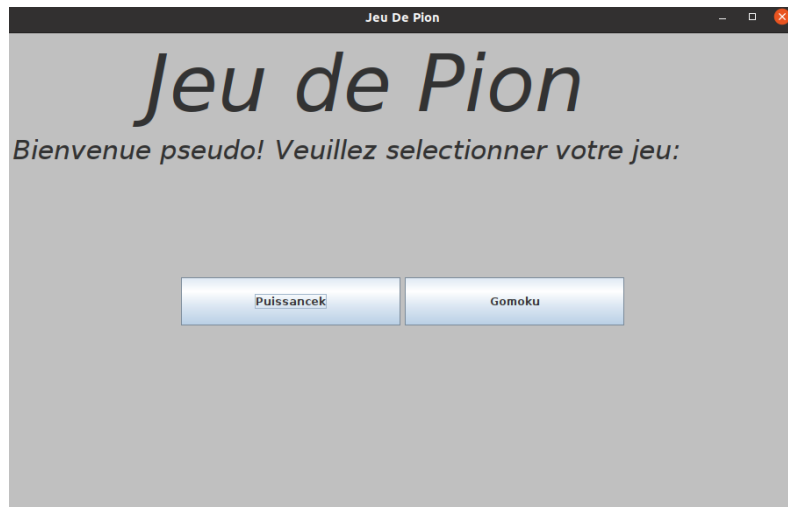 Jeu De Pion
Jeu de Pion
Bienvenue pseudo! Veuillez selectionner votre jeu:
Puissancek
Gomoku